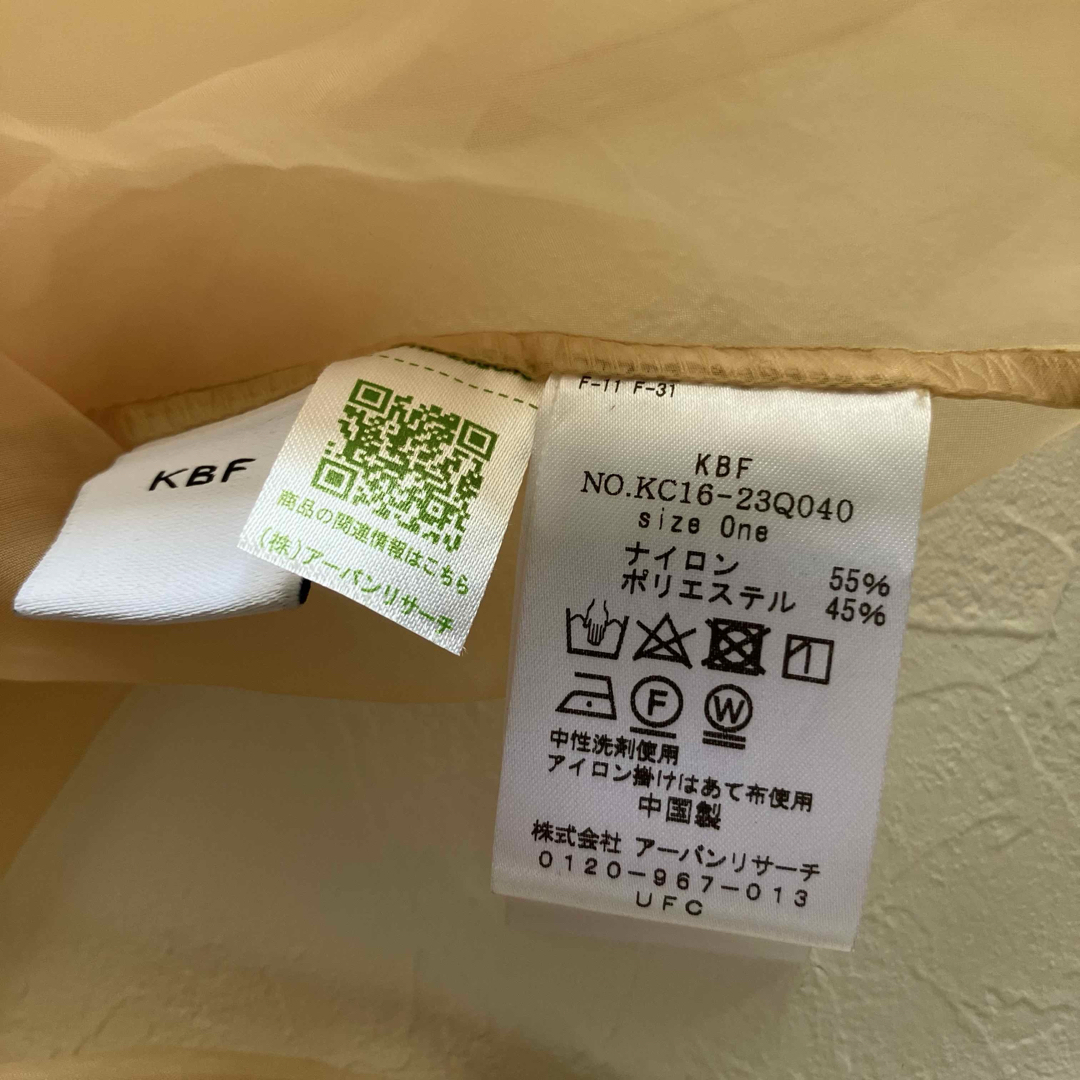 KBF
商品の関連情報はこちら
(株)アーバンリサーチ
F-11 F-31
KBF
NO.KC16-23Q040
size One
ナイロン 55%
ポリエステル 45%
F W
中性洗剤使用
アイロン掛けはあて布使用
中国製
株式会社 アーバンリサーチ
0120-967-013
UFC